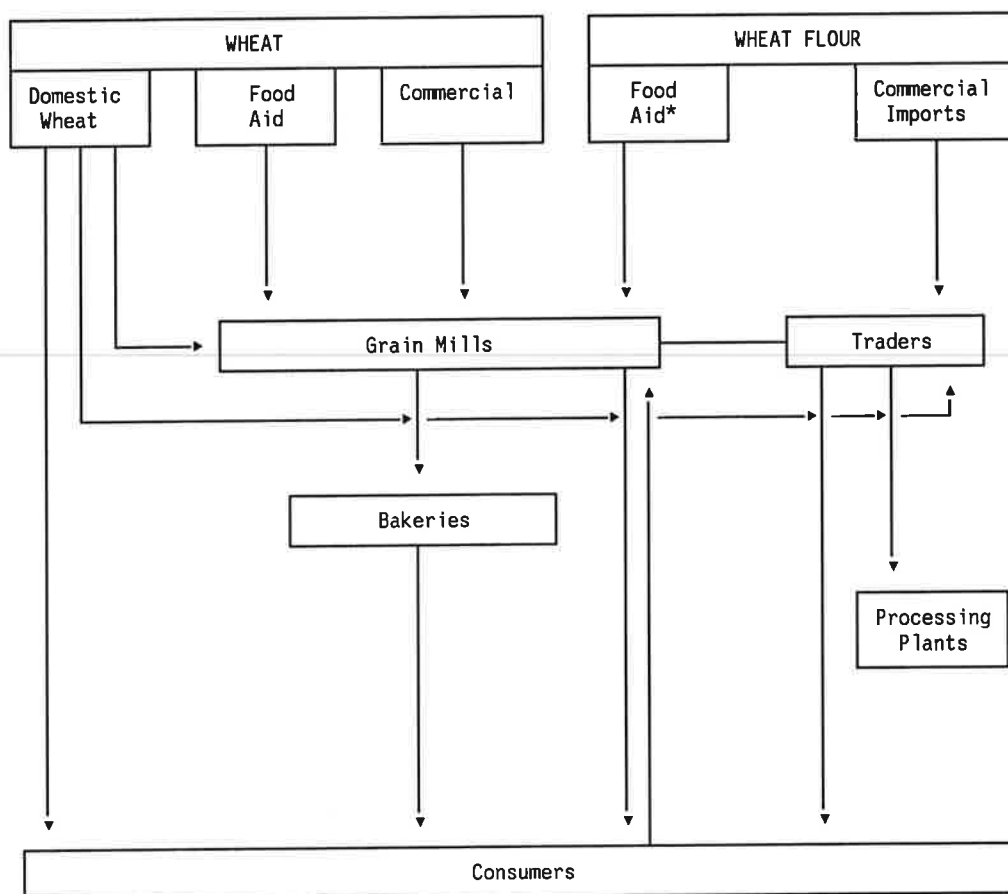 WHEAT
WHEAT FLOUR
Domestic
Wheat
Food
Aid
Commercial
Food
Aid*
Commercial
Imports
Grain Mills
Traders
Bakeries
Processing
Plants
Consumers